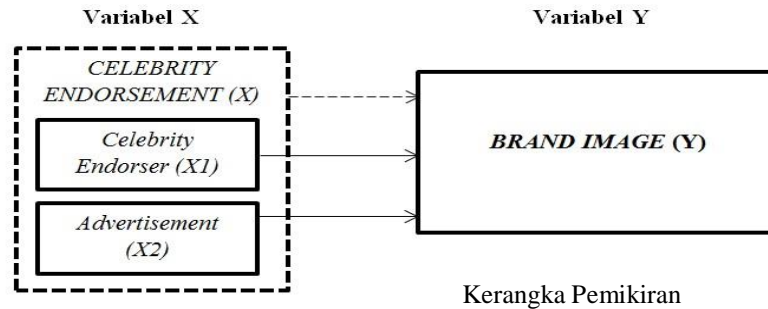 Variabel X
Variabel Y
CELEBRITY
ENDORSEMENT (X)
Celebrity
Endorser (X1)
Advertisement
(X2)
BRAND IMAGE (Y)
Kerangka Pemikiran